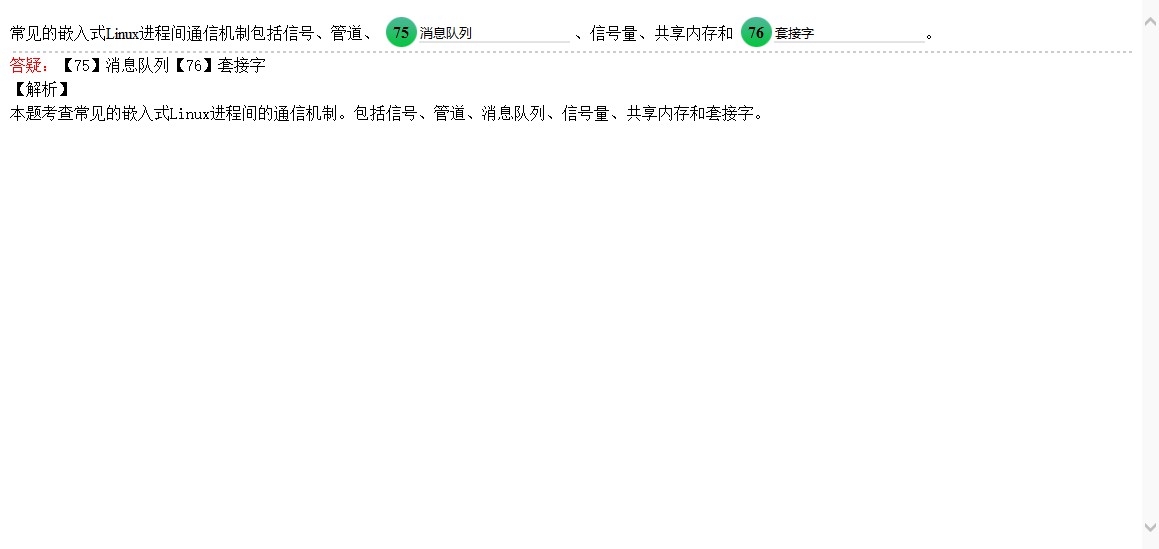 常见的嵌入式Linux进程间通信机制包括信号、管道、 75 消息队列 、信号量、共享内存和 76 套接字 。
答疑：【75】消息队列【76】套接字
【解析】
本题考查常见的嵌入式Linux进程间的通信机制。包括信号、管道、消息队列、信号量、共享内存和套接字。